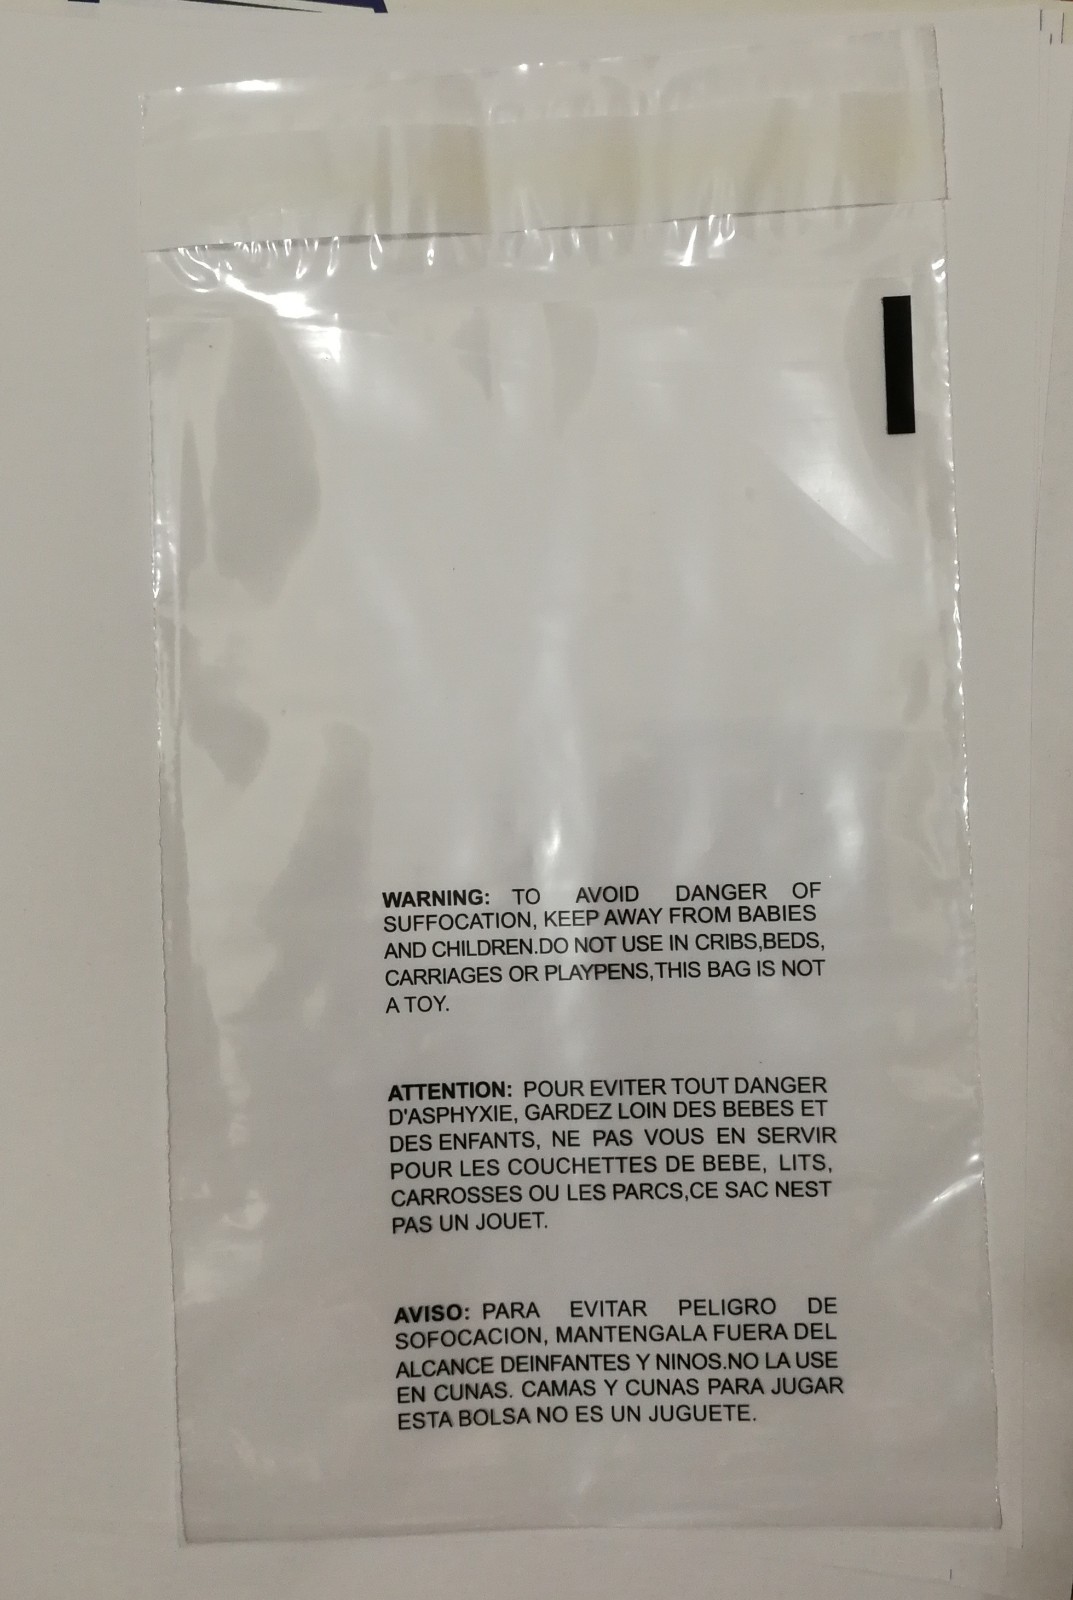 WARNING: TO AVOID DANGER OF
SUFFOCATION, KEEP AWAY FROM BABIES
AND CHILDREN.DO NOT USE IN CRIBS,BEDS,
CARRIAGES OR PLAYPENS,THIS BAG IS NOT
A TOY.
ATTENTION: POUR EVITER TOUT DANGER
D'ASPHYXIE, GARDEZ LOIN DES BEBES ET
DES ENFANTS, NE PAS VOUS EN SERVIR
POUR LES COUCHETTES DE BEBE, LITS,
CARROSSES OU LES PARCS,CE SAC NEST
PAS UN JOUET.
AVISO: PARA EVITAR PELIGRO DE
SOFOCACION, MANTENGALA FUERA DEL
ALCANCE DEINFANTES Y NINOS.NO LA USE
EN CUNAS. CAMAS Y CUNAS PARA JUGAR
ESTA BOLSA NO ES UN JUGUETE.